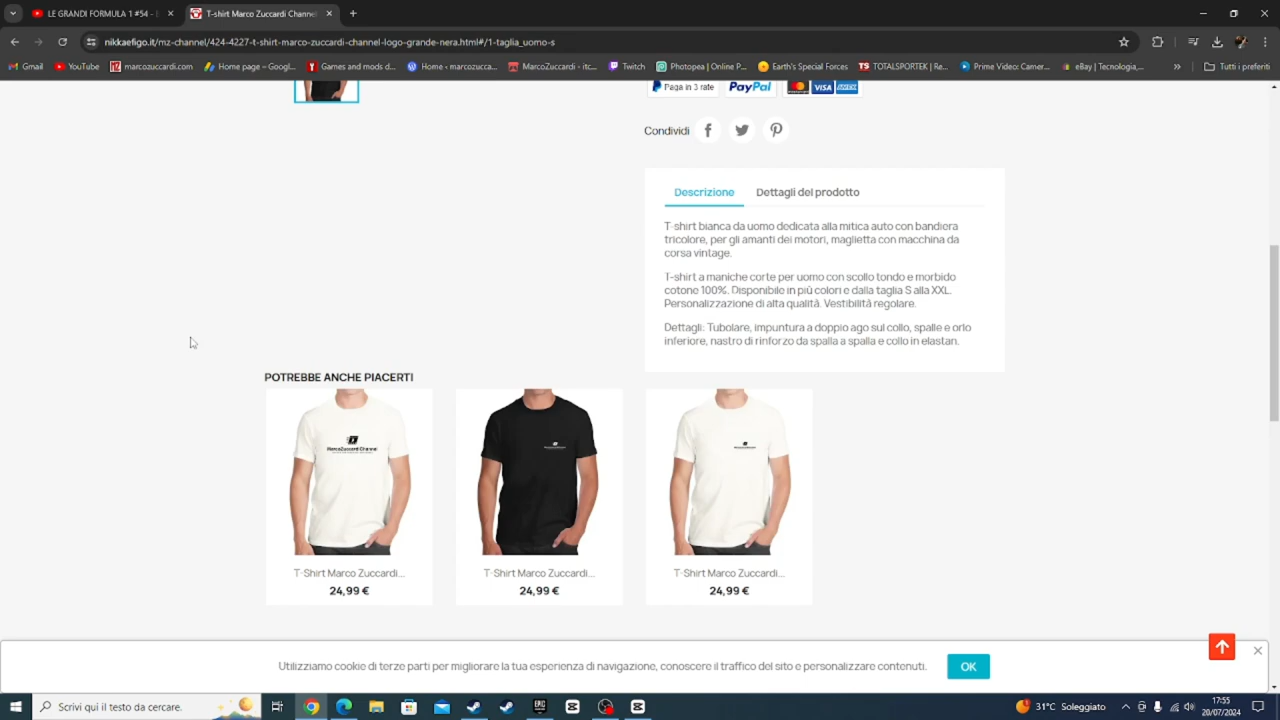 LE GRANDI FORMULA 1 #54 -
T-shirt Marco Zuccardi Channel
nikkaefigo.it/mz-channel/424-4227-t-shirt-marco-zuccardi-channel-logo-grande-nera.html#/1-taglia_uomo-s
Gmail
YouTube
marcozuccardi.com
Home page – Googl...
Games and mods d...
Home ‹ marcozucca...
MarcoZuccardi - itc...
Twitch
Photopea | Online P...
Earth's Special Forces
TOTALSPORTEK | Re...
Prime Video: Camer...
eBay | Tecnologia,...
»
Tutti i preferiti
Paga in 3 rate
PayPal
VISA
Condividi
Descrizione
Dettagli del prodotto
T-shirt bianca da uomo dedicata alla mitica auto con bandiera
tricolore, per gli amanti dei motori, maglietta con macchina da
corsa vintage.
T-shirt a maniche corte per uomo con scollo tondo e morbido
cotone 100%. Disponibile in più colori e dalla taglia S alla XXL.
Personalizzazione di alta qualità. Vestibilità regolare.
Dettagli: Tubolare, impuntura a doppio ago sul collo, spalle e orlo
inferiore, nastro di rinforzo da spalla a spalla e collo in elastan.
POTREBBE ANCHE PIACERTI
MarcoZuccardi Channel
T-Shirt Marco Zuccardi...
24,99 €
T-Shirt Marco Zuccardi...
24,99 €
T-Shirt Marco Zuccardi...
24,99 €
Utilizziamo cookie di terze parti per migliorare la tua esperienza di navigazione, conoscere il traffico del sito e personalizzare contenuti.
OK
Scrivi qui il testo da cercare.
EPIC
31°C Soleggiato
17:55
20/07/2024